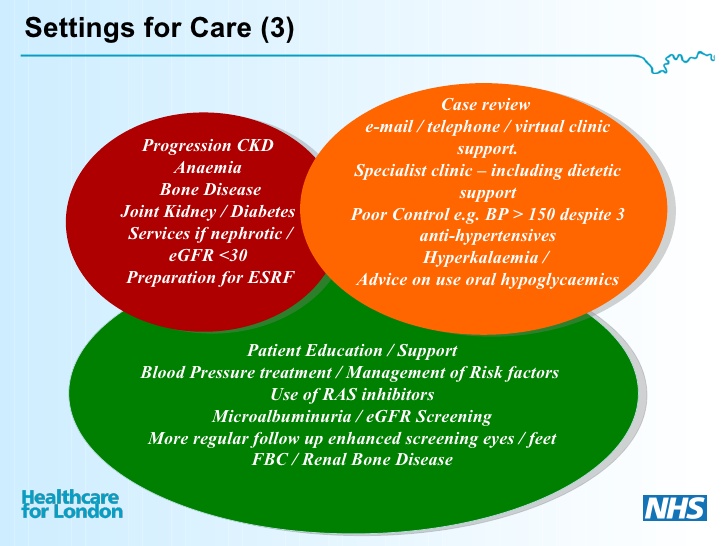 Settings for Care (3)
Progression CKD
Anaemia
Bone Disease
Joint Kidney / Diabetes
Services if nephrotic /
eGFR <30
Preparation for ESRF
Case review
e-mail / telephone / virtual clinic
support.
Specialist clinic – including dietetic
support
Poor Control e.g. BP > 150 despite 3
anti-hypertensives
Hyperkalaemia /
Advice on use oral hypoglycaemics
Patient Education / Support
Blood Pressure treatment / Management of Risk factors
Use of RAS inhibitors
Microalbuminuria / eGFR Screening
More regular follow up enhanced screening eyes / feet
FBC / Renal Bone Disease
Healthcare
for London
NHS